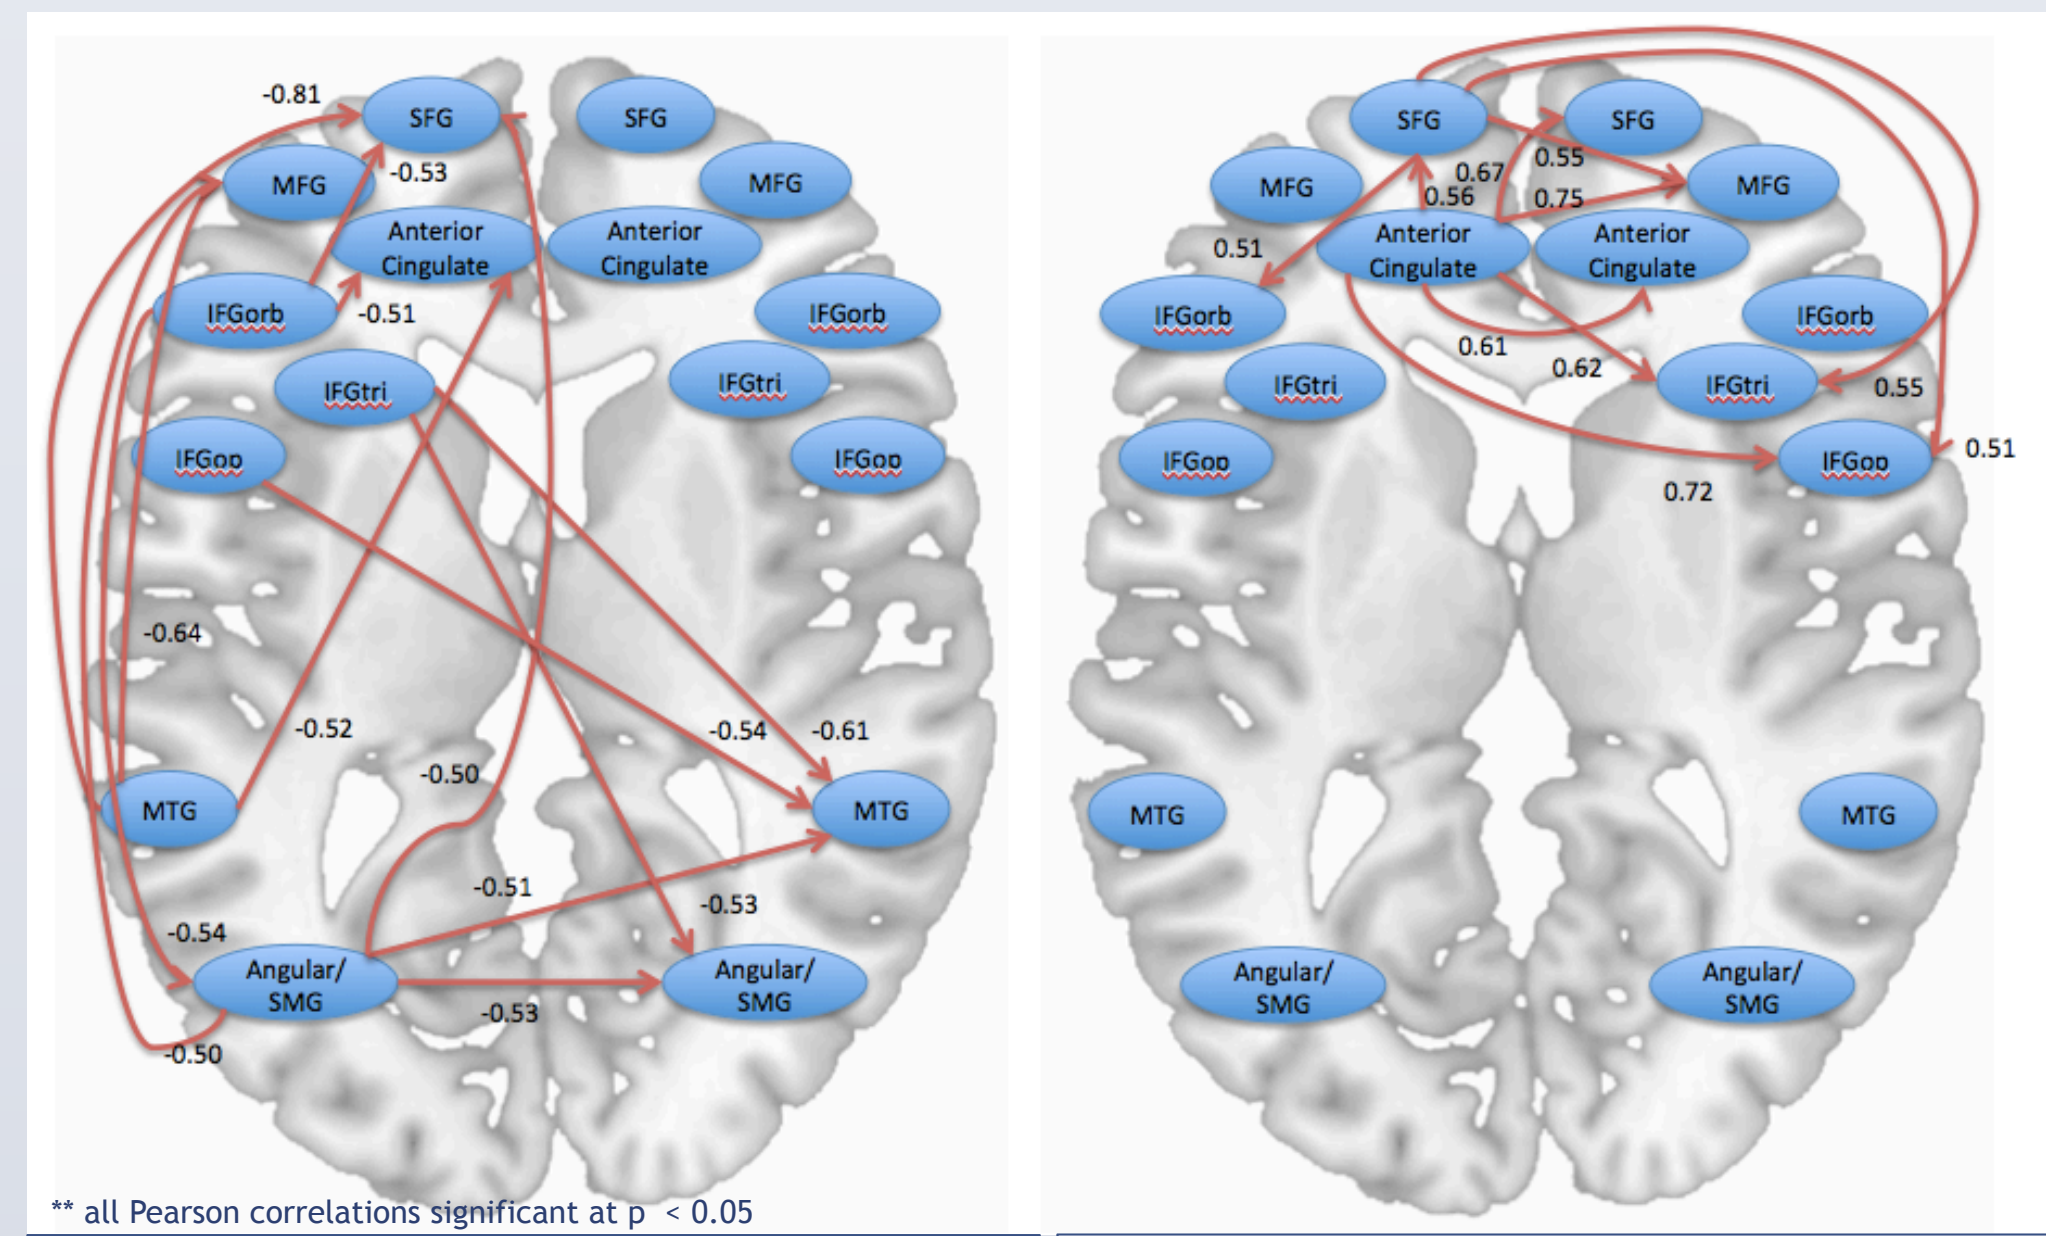 -0.81
SFG
SFG
MFG
-0.53
MFG
Anterior
Cingulate
Anterior
Cingulate
IFGorb
-0.51
IFGorb
IFGtri
IFGtri
IFGop
IFGop
-0.64
-0.52
-0.50
-0.54
-0.61
MTG
MTG
-0.51
-0.53
-0.54
Angular/
SMG
Angular/
SMG
-0.53
-0.50
** all Pearson correlations significant at p < 0.05
SFG
SFG
MFG
0.67
0.55
0.56
0.75
MFG
0.51
Anterior
Cingulate
Anterior
Cingulate
IFGorb
IFGorb
0.61
0.62
IFGtri
IFGtri
0.55
IFGop
IFGop
0.51
0.72
MTG
MTG
Angular/
SMG
Angular/
SMG